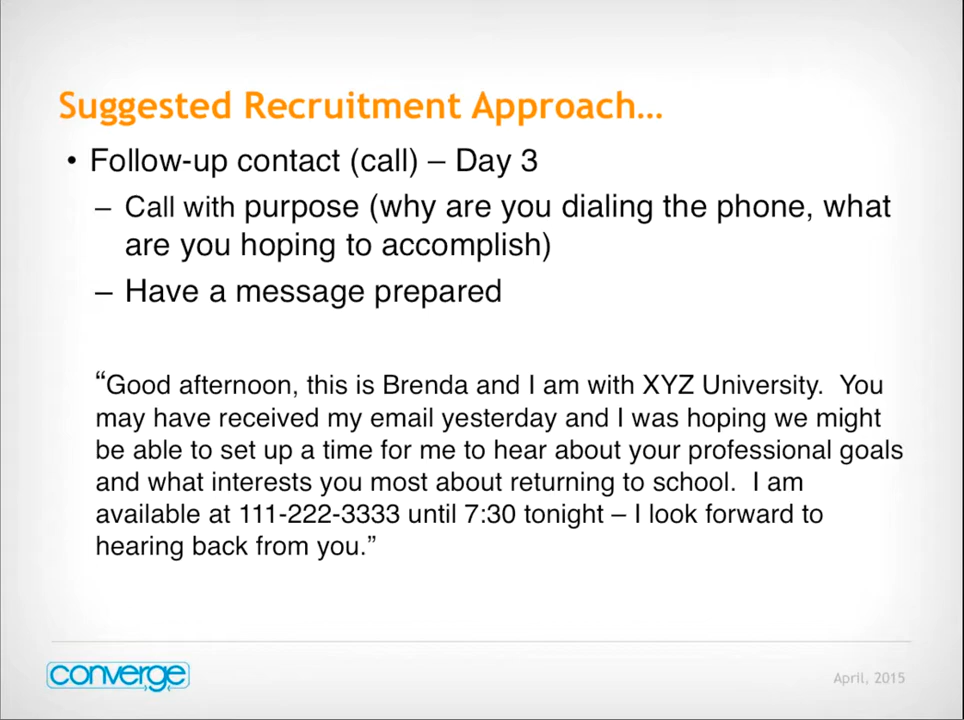 Suggested Recruitment Approach…
• Follow-up contact (call) – Day 3
– Call with purpose (why are you dialing the phone, what
are you hoping to accomplish)
– Have a message prepared
“Good afternoon, this is Brenda and I am with XYZ University.  You
may have received my email yesterday and I was hoping we might
be able to set up a time for me to hear about your professional goals
and what interests you most about returning to school.  I am
available at 111-222-3333 until 7:30 tonight – I look forward to
hearing back from you.”
converge
April, 2015